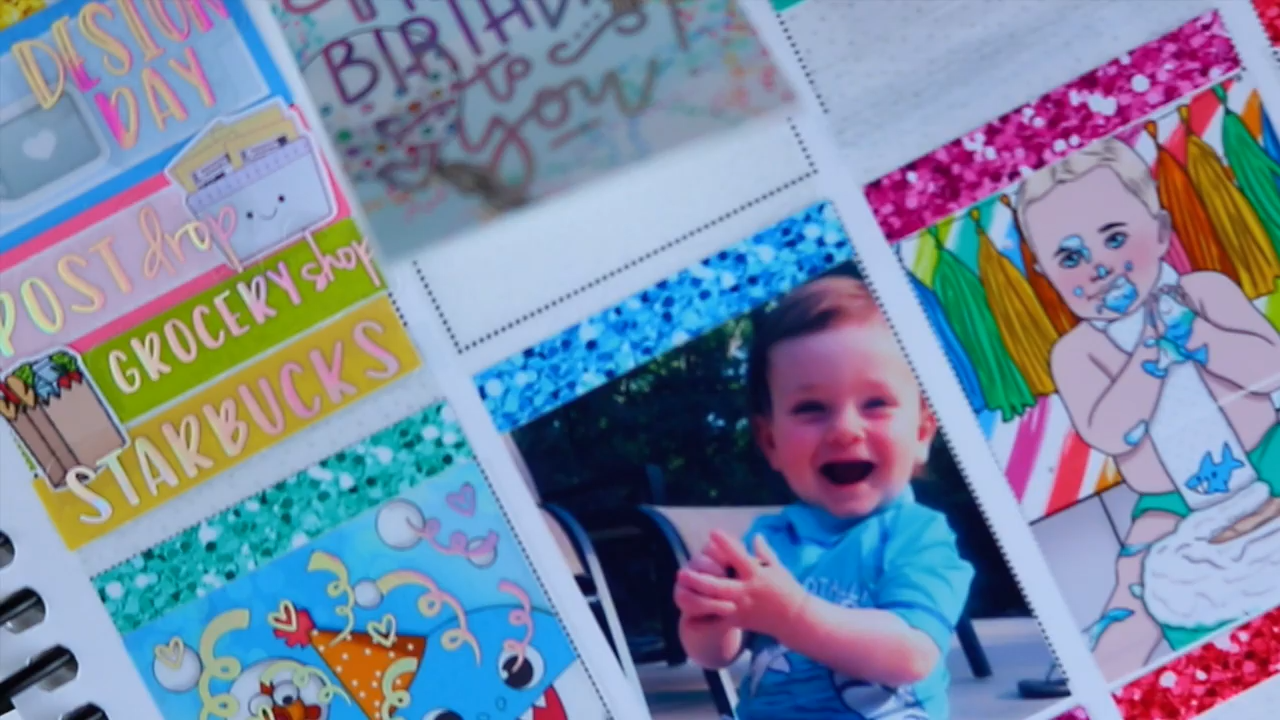 DESIGN
DAY
POST drop
GROCERY shop
STARBUCKS
BIRTHDAY
to
you